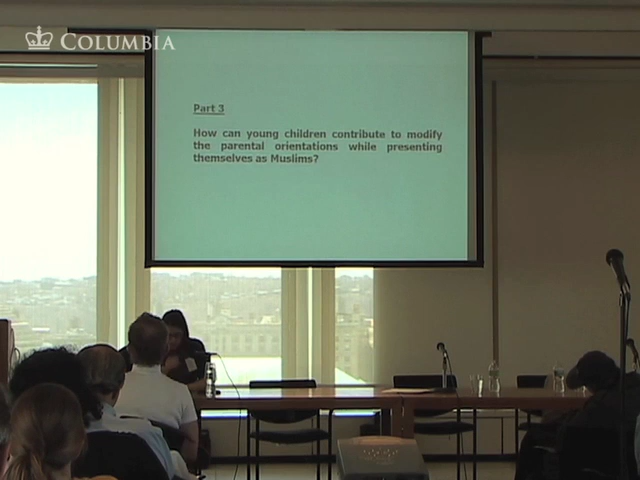 COLUMBIA
Part 3
How can young children contribute to modify
the parental orientations while presenting
themselves as Muslims?